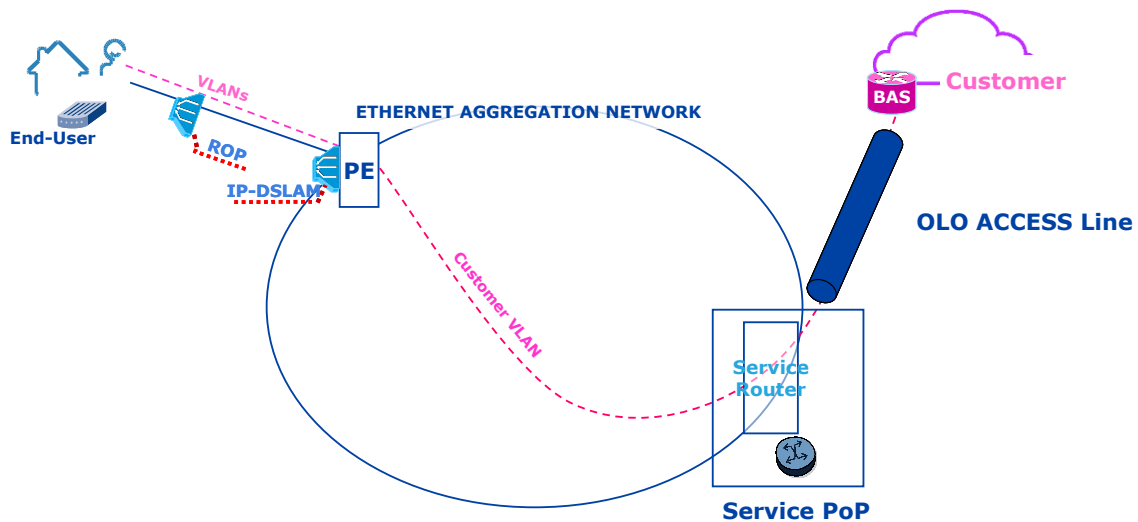 VLANs
ETHERNET AGGREGATION NETWORK
BAS
Customer
End-User
ROP
PE
IP-DSLAM
OLO ACCESS Line
Customer VLAN
Service
Router
Service PoP